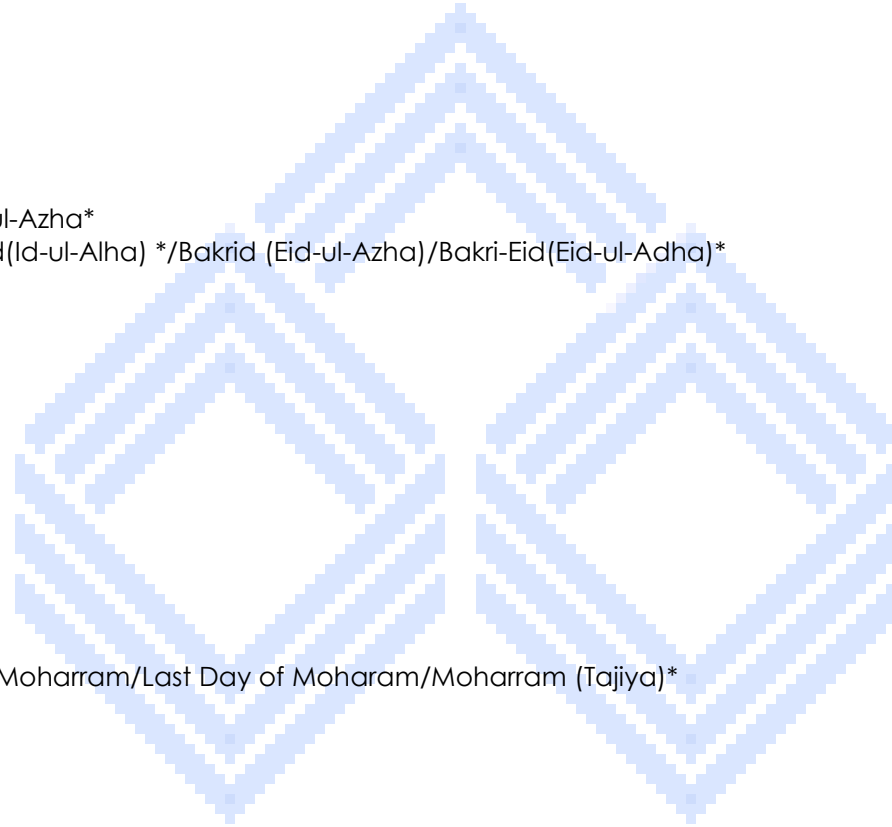 ul-Azha*
d(Id-ul-Alha) */Bakrid (Eid-ul-Azha)/Bakri-Eid(Eid-ul-Adha)*
Moharram/Last Day of Moharam/Moharram (Tajiya)*